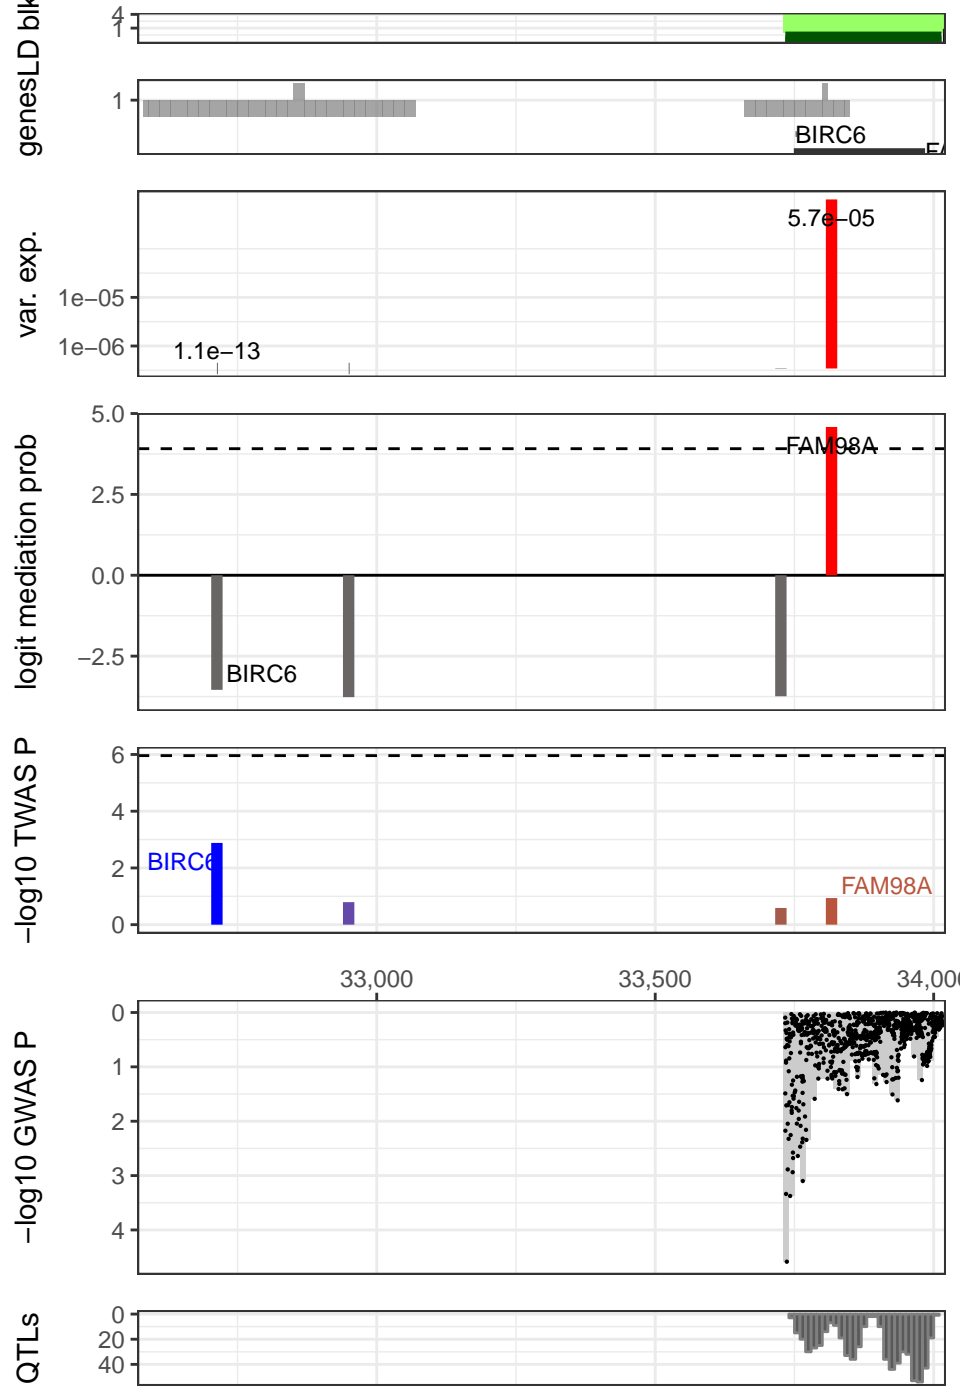 genesLD blk
4
1
1
BIRC6
var. exp.
5.7e−05
1e−05
1e−06
1.1e−13
logit mediation prob
5.0
FAM98A
2.5
0.0
−2.5
BIRC6
−log10 TWAS P
6
4
2
0
BIRC6
FAM98A
33,000
33,500
−log10 GWAS P
0
1
2
3
4
QTLs
0
20
40